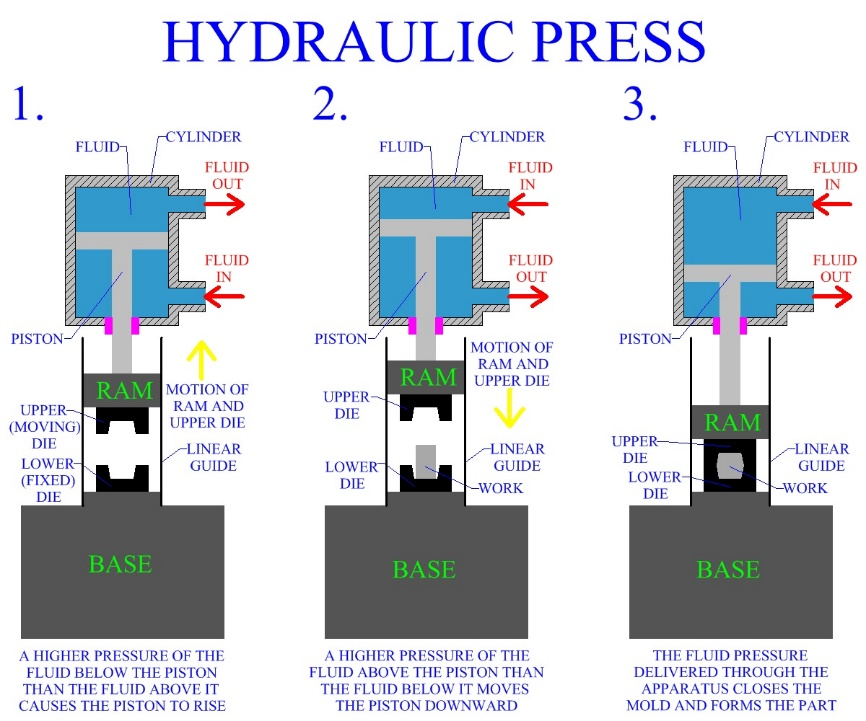 HYDRAULIC PRESS
1.
CYLINDER
FLUID
FLUID
OUT
FLUID
IN
PISTON
RAM
MOTION OF
RAM AND
UPPER DIE
UPPER
(MOVING)
DIE
LOWER
(FIXED)
DIE
LINEAR
GUIDE
BASE
A HIGHER PRESSURE OF THE
FLUID BELOW THE PISTON
THAN THE FLUID ABOVE IT
CAUSES THE PISTON TO RISE
2.
CYLINDER
FLUID
FLUID
IN
FLUID
OUT
PISTON
MOTION OF
RAM AND
UPPER DIE
RAM
UPPER
DIE
LOWER
DIE
LINEAR
GUIDE
WORK
BASE
A HIGHER PRESSURE OF THE
FLUID ABOVE THE PISTON THAN
THE FLUID BELOW IT MOVES
THE PISTON DOWNWARD
3.
CYLINDER
FLUID
FLUID
IN
FLUID
OUT
PISTON
RAM
UPPER
DIE
LOWER
DIE
LINEAR
GUIDE
WORK
BASE
THE FLUID PRESSURE
DELIVERED THROUGH THE
APPARATUS CLOSES THE
MOLD AND FORMS THE PART